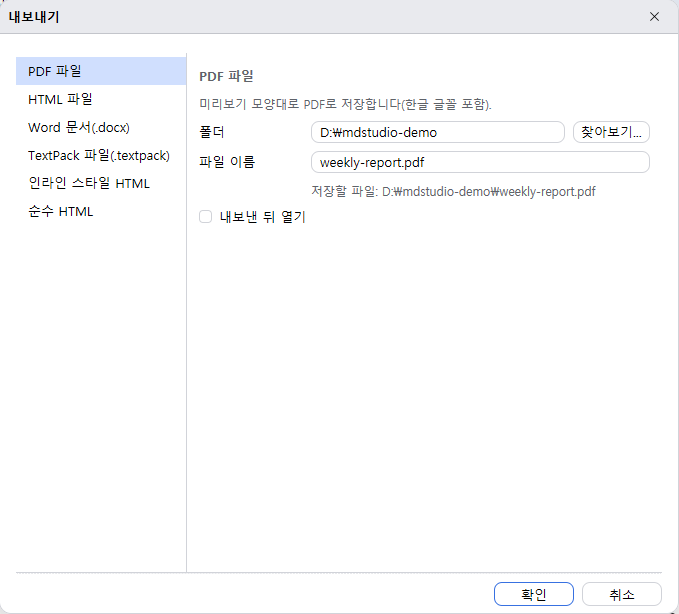 내보내기
PDF 파일
HTML 파일
Word 문서(.docx)
TextPack 파일(.textpack)
인라인 스타일 HTML
순수 HTML
PDF 파일
미리보기 모양대로 PDF로 저장합니다(한글 글꼴 포함).
폴더 D:₩mdstudio-demo 찾아보기...
파일 이름 weekly-report.pdf
저장할 파일: D:₩mdstudio-demo₩weekly-report.pdf
내보낸 뒤 열기
확인 취소